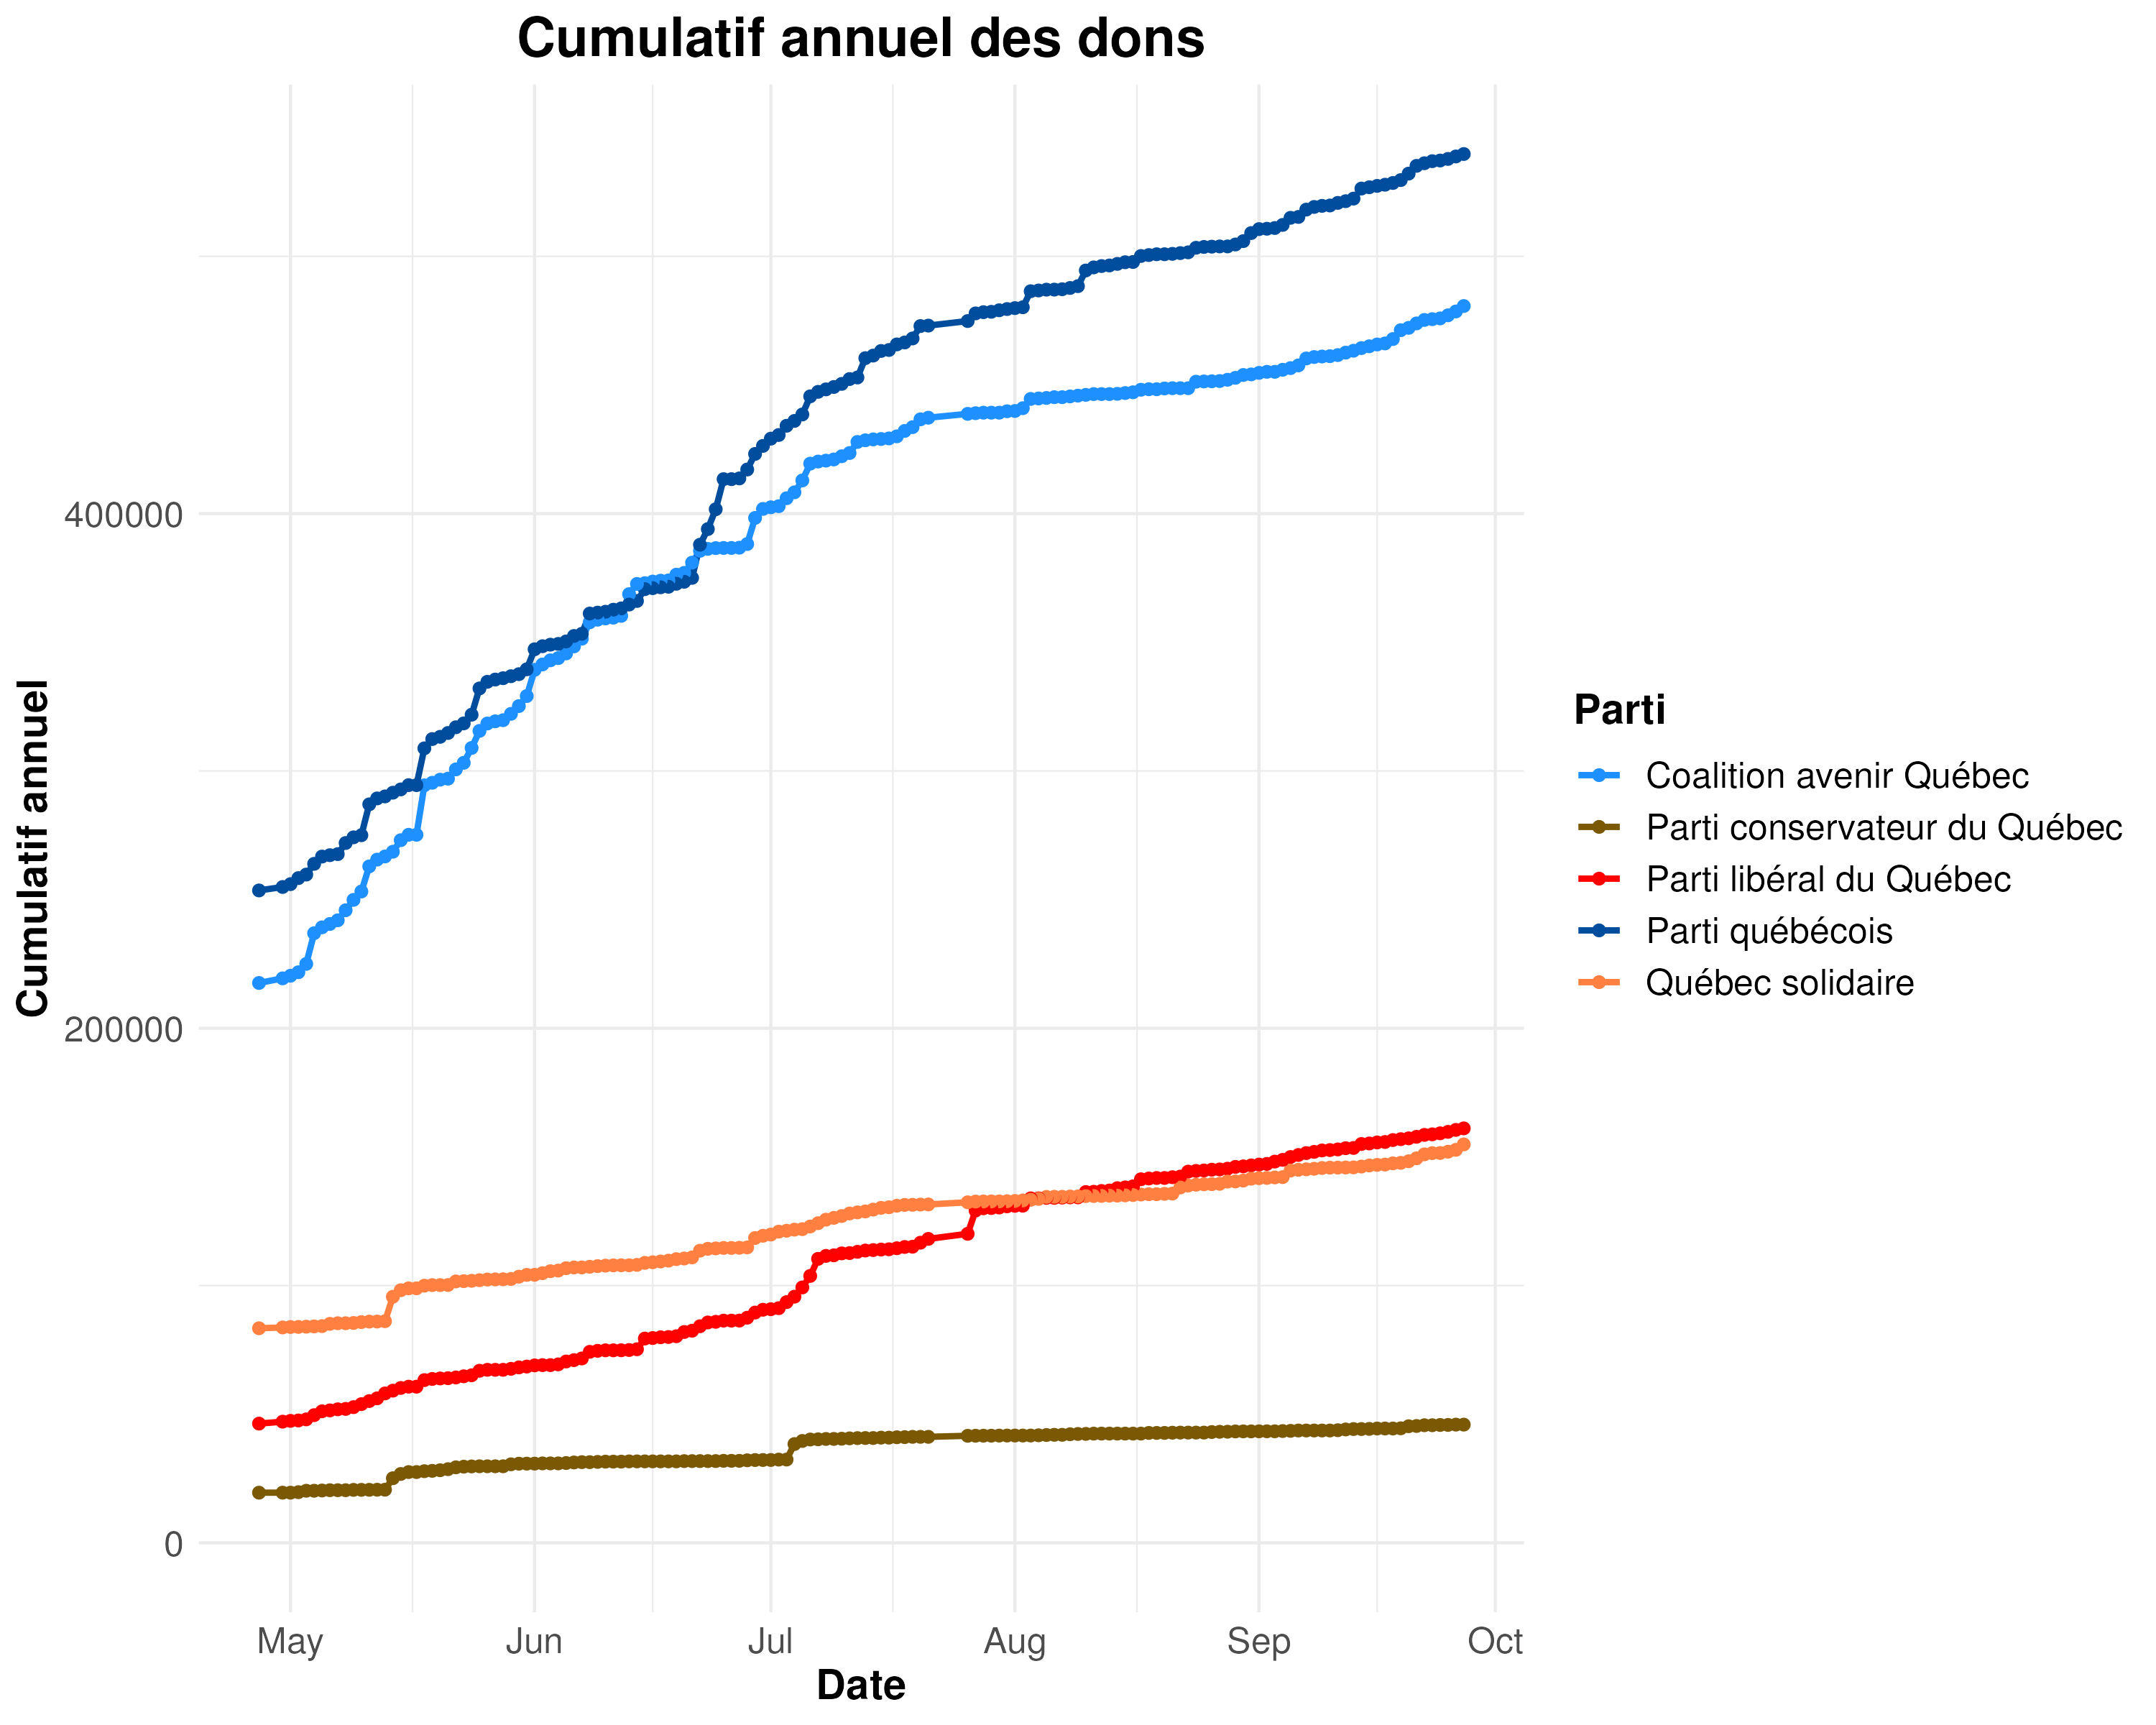 Cumulatif annuel des dons
Cumulatif annuel
400000
200000
0
May
Jun
Jul
Aug
Sep
Oct
Date
Parti
Coalition avenir Québec
Parti conservateur du Québec
Parti libéral du Québec
Parti québécois
Québec solidaire